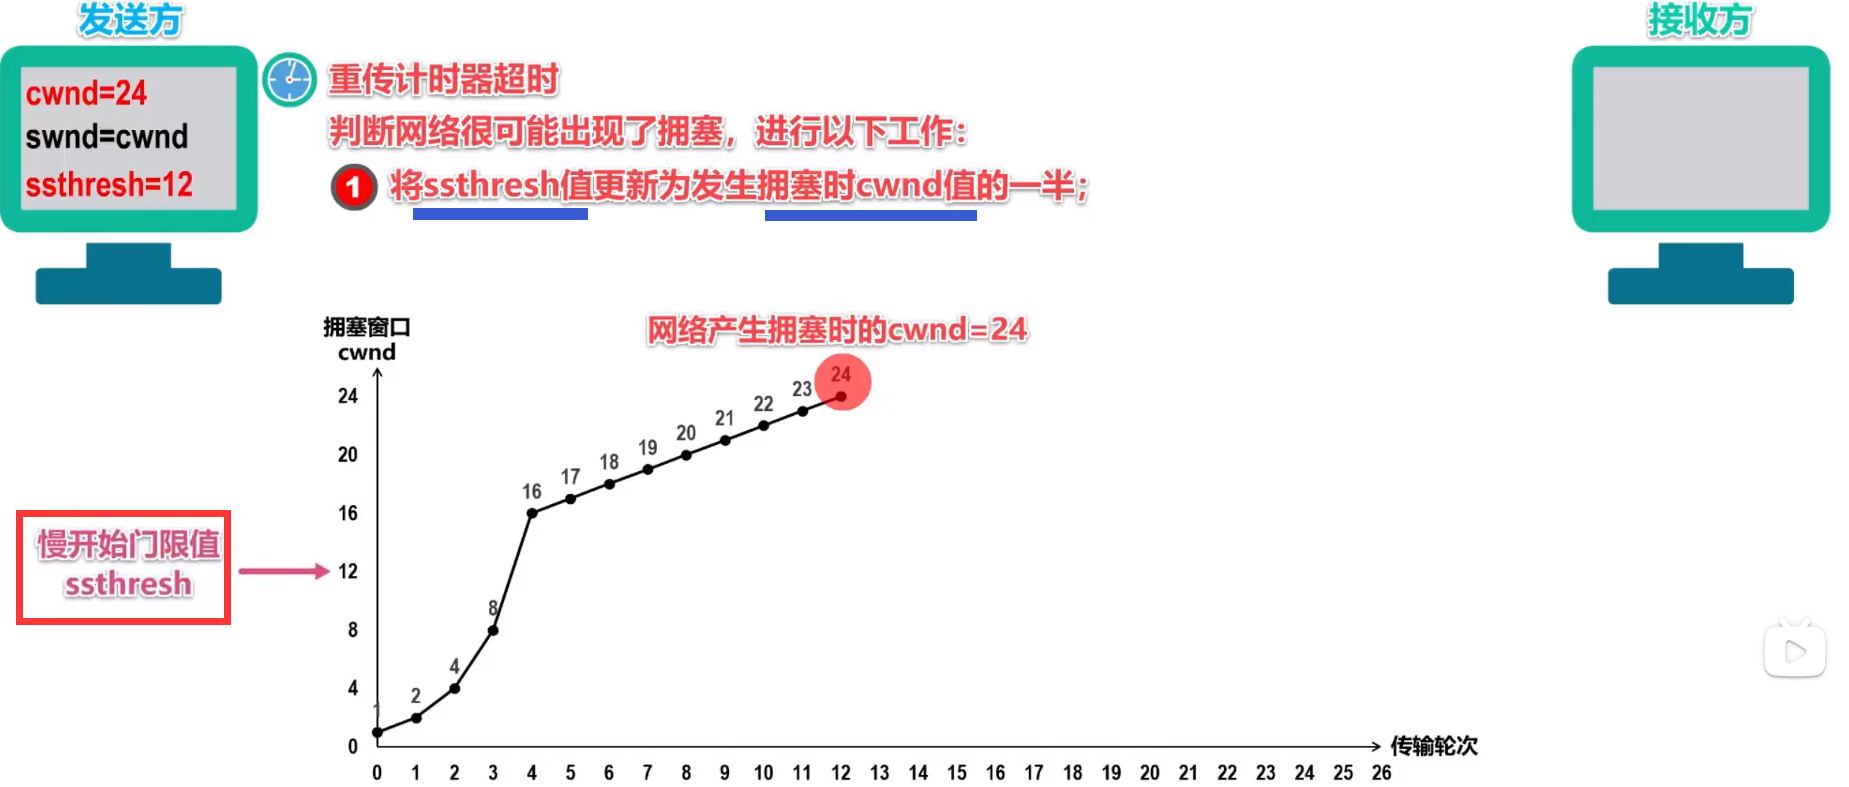 发送方
接收方
cwnd=24
swnd=cwnd
ssthresh=12
重传计时器超时
判断网络很可能出现了拥塞，进行以下工作：
1 将ssthresh值更新为发生拥塞时cwnd值的一半；
拥塞窗口
cwnd
网络产生拥塞时的cwnd=24
24
20
16
12
8
4
0
1
2
4
8
16
17
18
19
20
21
22
23
24
慢开始门限值
ssthresh
0 1 2 3 4 5 6 7 8 9 10 11 12 13 14 15 16 17 18 19 20 21 22 23 24 25 26
传输轮次